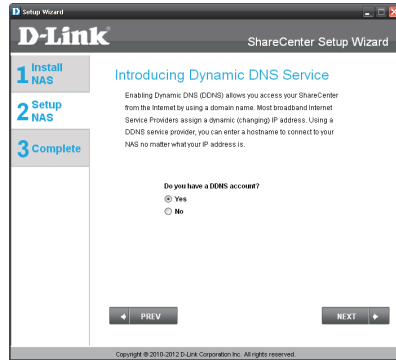 Setup Wizard
D-Link
ShareCenter Setup Wizard
1 Install
NAS
2 Setup
NAS
3 Complete
Introducing Dynamic DNS Service
Enabling Dynamic DNS (DDNS) allows you access your ShareCenter
from the Internet by using a domain name. Most broadband Internet
Service Providers assign a dynamic (changing) IP address. Using a
DDNS service provider, you can enter a hostname to connect to your
NAS no matter what your IP address is.
Do you have a DDNS account?
Yes
No
PREV
NEXT
Copyright © 2010-2012 D-Link Corporation Inc. All rights reserved.